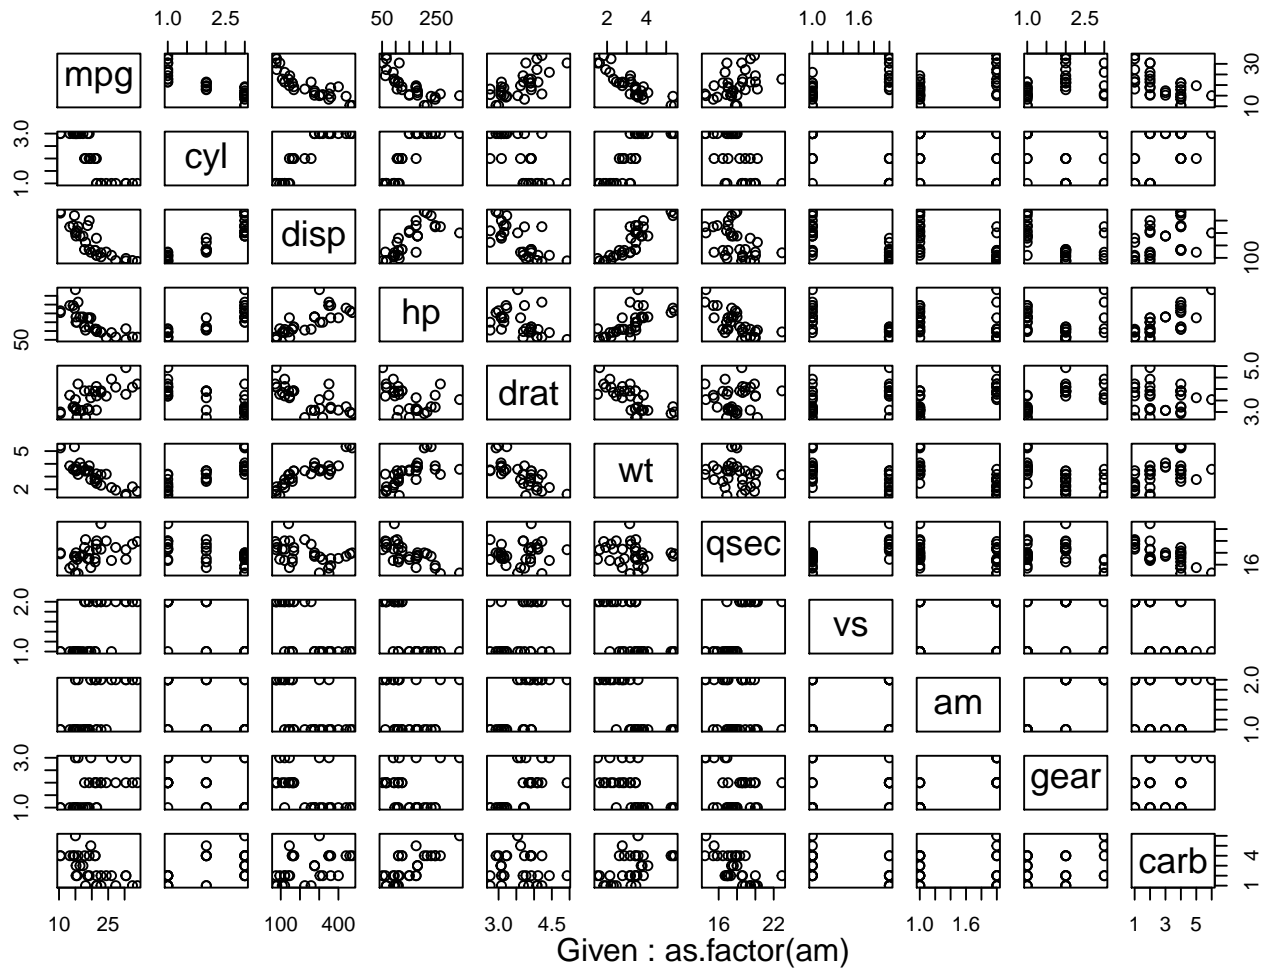 1.0 2.5 50 250 2 4 1.0 1.6 1.0 2.5
mpg 10 30
1.0 3.0 cyl
disp 100
50 hp
drat 3.0 5.0
2 5 wt
qsec 16
1.0 2.0 vs
am 1.0 2.0
1.0 3.0 gear
carb 1 4
10 25 100 400 3.0 4.5 16 22 1.0 1.6 1 3 5
Given : as.factor(am)